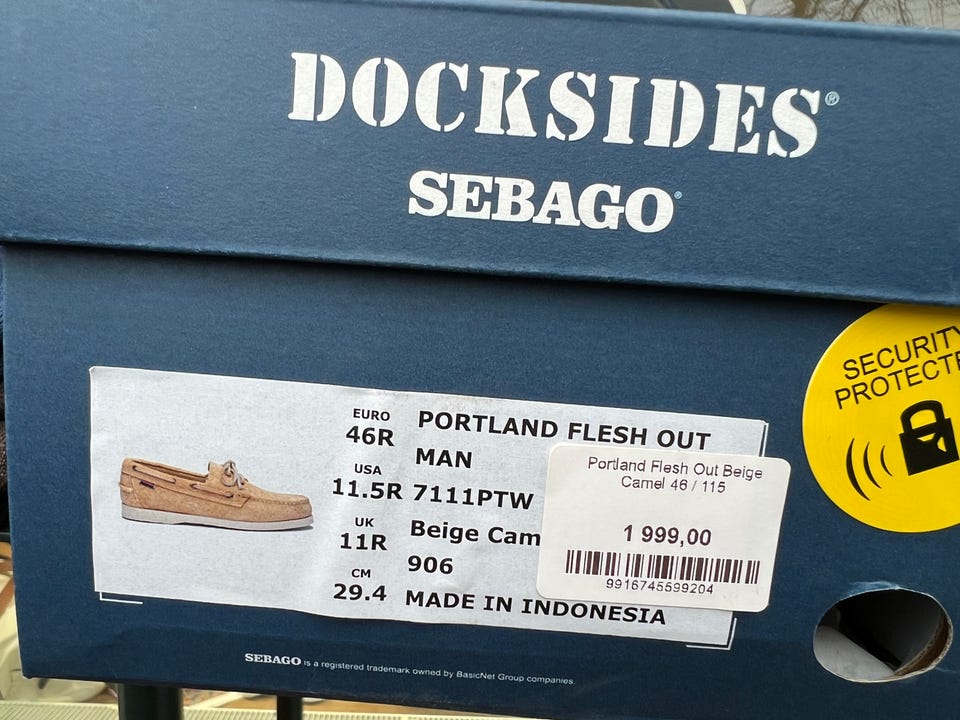 DOCKSIDES®
SEBAGO®
SECURITY
PROTECTE
EURO
46R
USA
11.5R
UK
11R
CM
29.4
PORTLAND FLESH OUT
MAN
7111PTW
Beige Cam
906
MADE IN INDONESIA
Portland Flesh Out Beige
Camel 46 / 115
1 999,00
9916745599204
SEBAGO is a registered trademark owned by BasicNet Group companies.